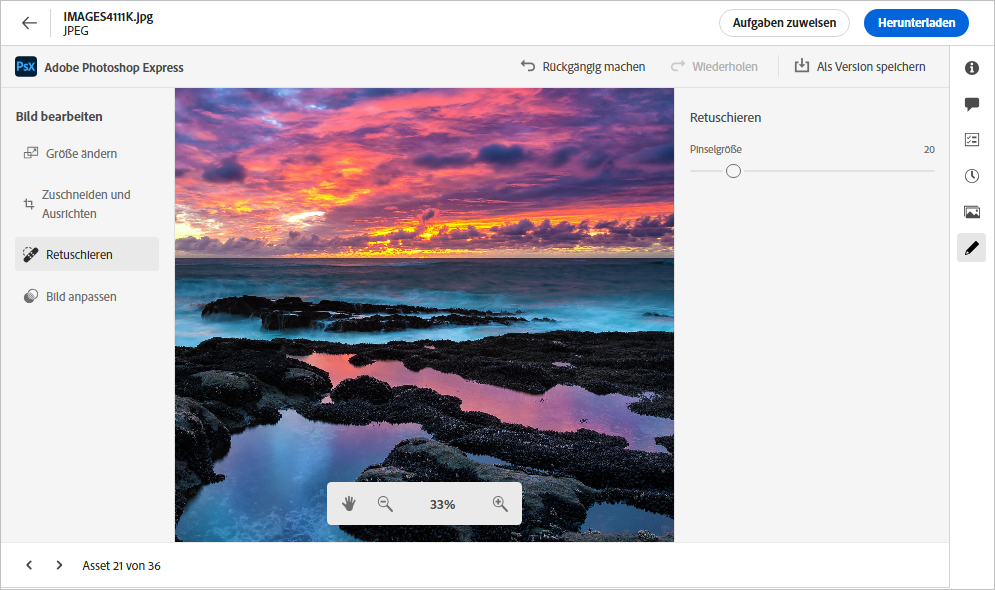 IMAGES4111K.jpg
JPEG
Aufgaben zuweisen
Herunterladen
PsX Adobe Photoshop Express
Rückgängig machen
Wiederholen
Als Version speichern
Bild bearbeiten
Größe ändern
Zuschneiden und
Ausrichten
Retuschieren
Bild anpassen
Retuschieren
Pinselgröße 20
33%
Asset 21 von 36